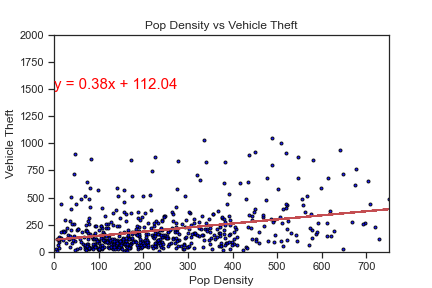 Pop Density vs Vehicle Theft
2000
1750
1500
1250
1000
750
500
250
0
Vehicle Theft
y = 0.38x + 112.04
0 100 200 300 400 500 600 700
Pop Density